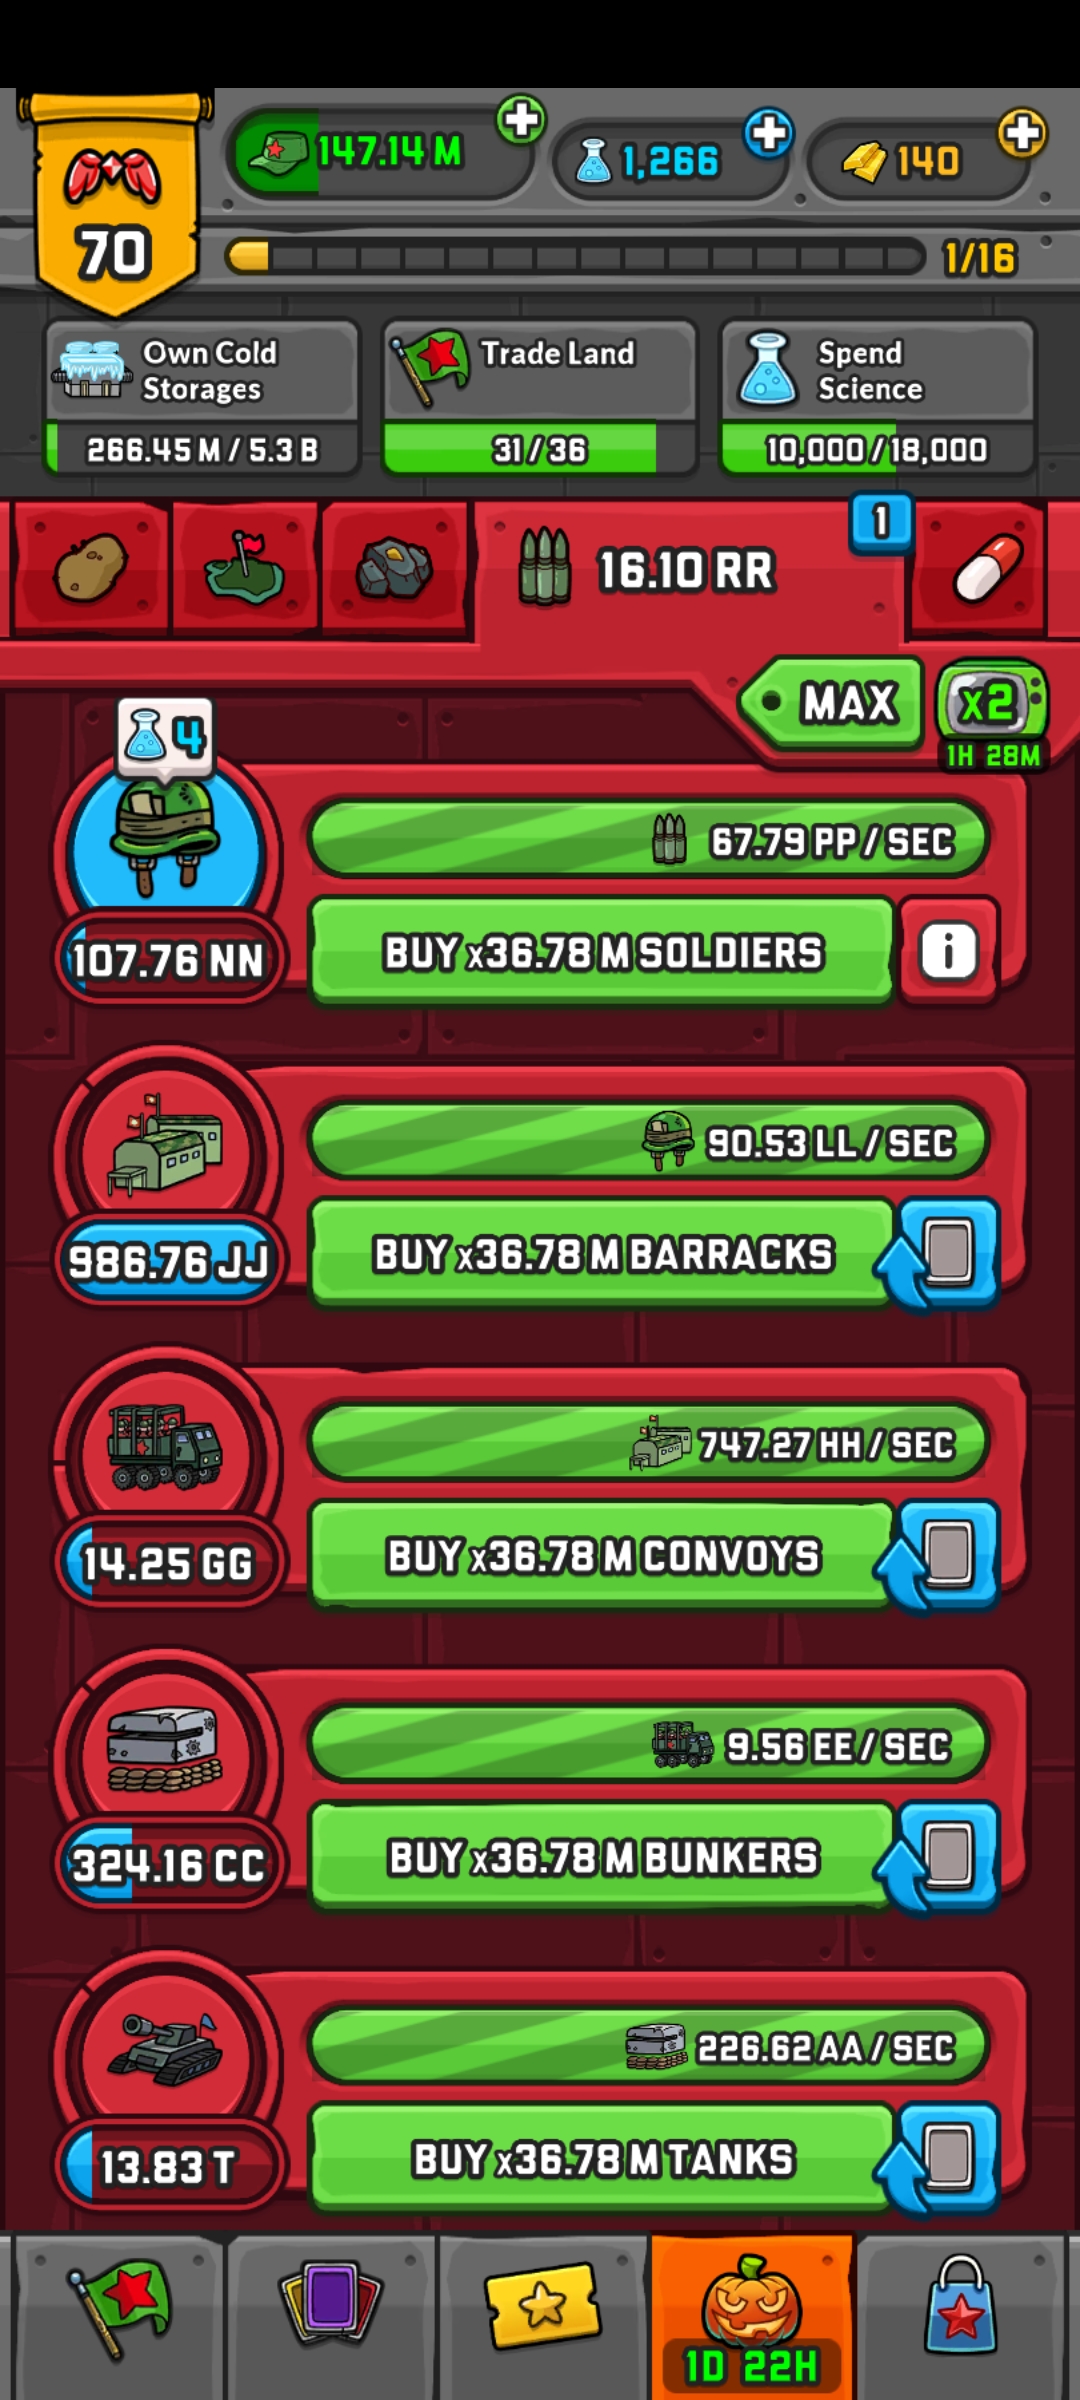 147.14 M
1,266
140
70
1/16
Own Cold
Storages
266.45 M / 5.3 B
Trade Land
31 / 36
Spend
Science
10,000 / 18,000
16.10 RR
1
MAX
x2
1H 28M
4
67.79 PP / SEC
107.76 NN
BUY x36.78 M SOLDIERS
i
90.53 LL / SEC
986.76 JJ
BUY x36.78 M BARRACKS
747.27 HH / SEC
14.25 GG
BUY x36.78 M CONVOYS
9.56 EE / SEC
324.16 CC
BUY x36.78 M BUNKERS
226.62 AA / SEC
13.83 T
BUY x36.78 M TANKS
1D 22H